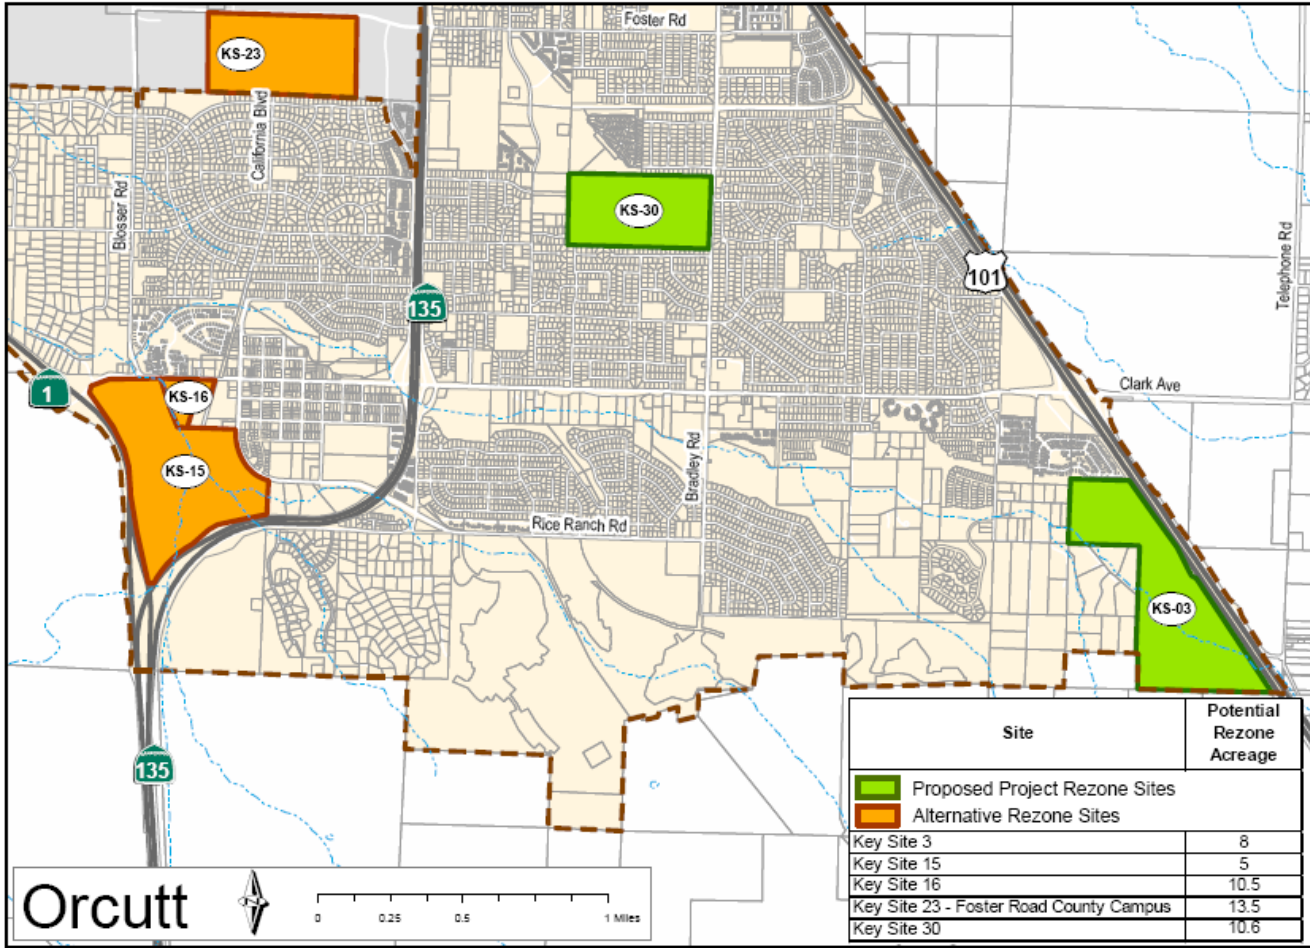 Foster Rd
KS-23
California Blvd
Blosser Rd
KS-30
101
Telephone Rd
135
1
KS-16
Clark Ave
KS-15
Bradley Rd
Rice Ranch Rd
KS-03
135
Site
Potential
Rezone
Acreage
Proposed Project Rezone Sites
Alternative Rezone Sites
Key Site 3 8
Key Site 15 5
Key Site 16 10.5
Key Site 23 - Foster Road County Campus 13.5
Key Site 30 10.6
Orcutt
0 0.25 0.5 1 Miles